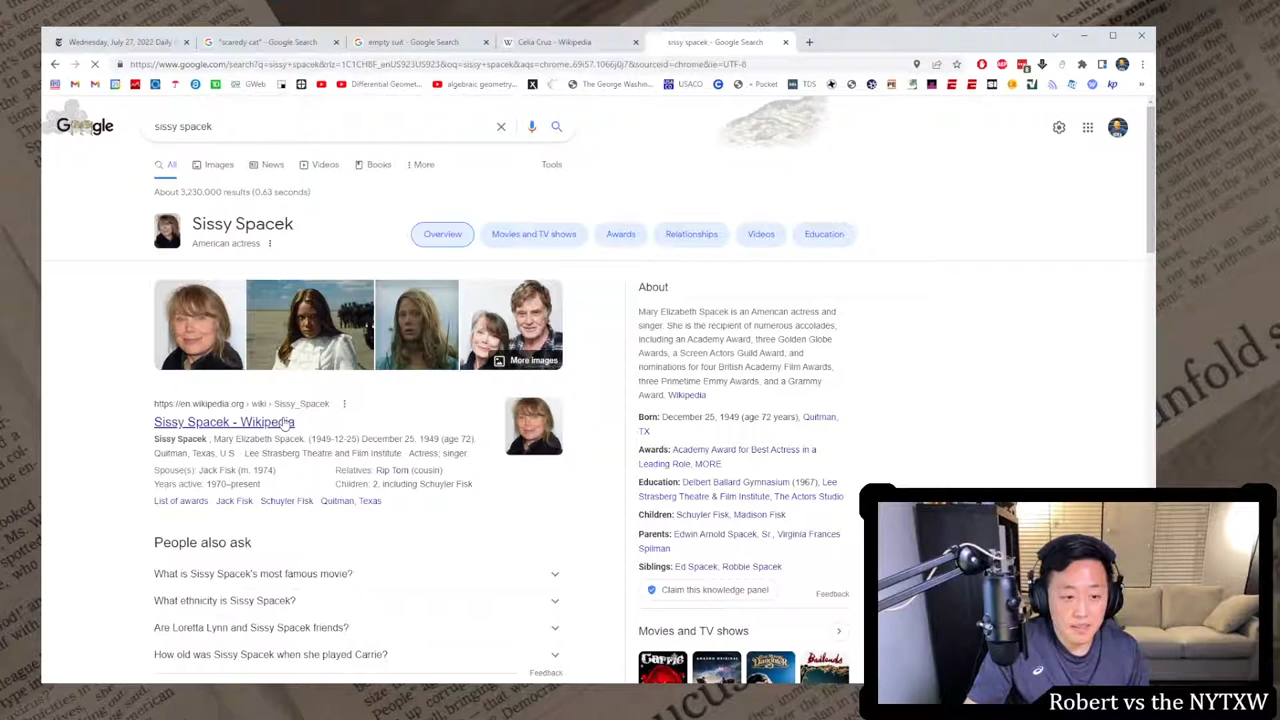 Wednesday, July 27, 2022 Daily
"scaredy cat" - Google Search
empty suit - Google Search
Celia Cruz - Wikipedia
sissy spacek - Google Search
https://www.google.com/search?q=sissy+spacek&rlz=1C1CH8F_enUS923US923&oq=sissy+spacek&aqs=chrome..69i57.1066j0j7&sourceid=chrome&ie=UTF-8
GWeb
Differential Geomet...
algebraic geometry...
The George Washin...
USACO
+ Pocket
TDS
kp
Google
sissy spacek
All
Images
News
Videos
Books
More
Tools
About 3,230,000 results (0.63 seconds)
Sissy Spacek
American actress
Overview
Movies and TV shows
Awards
Relationships
Videos
Education
More images
https://en.wikipedia.org › wiki › Sissy_Spacek
Sissy Spacek - Wikipedia
Sissy Spacek , Mary Elizabeth Spacek. (1949-12-25) December 25, 1949 (age 72).
Quitman, Texas, U.S. · Lee Strasberg Theatre and Film Institute · Actress; singer.
Spouse(s): Jack Fisk (m. 1974)
Relatives: Rip Torn (cousin)
Years active: 1970–present
Children: 2, including Schuyler Fisk
List of awards
Jack Fisk
Schuyler Fisk
Quitman, Texas
People also ask
What is Sissy Spacek's most famous movie?
What ethnicity is Sissy Spacek?
Are Loretta Lynn and Sissy Spacek friends?
How old was Sissy Spacek when she played Carrie?
Feedback
About
Mary Elizabeth Spacek is an American actress and
singer. She is the recipient of numerous accolades,
including an Academy Award, three Golden Globe
Awards, a Screen Actors Guild Award, and
nominations for four British Academy Film Awards,
three Primetime Emmy Awards, and a Grammy
Award. Wikipedia
Born: December 25, 1949 (age 72 years), Quitman,
TX
Awards: Academy Award for Best Actress in a
Leading Role, MORE
Education: Delbert Ballard Gymnasium (1967), Lee
Strasberg Theatre & Film Institute, The Actors Studio
Children: Schuyler Fisk, Madison Fisk
Parents: Edwin Arnold Spacek, Sr., Virginia Frances
Spilman
Siblings: Ed Spacek, Robbie Spacek
Claim this knowledge panel
Feedback
Movies and TV shows
Carrie
Daughter
Badlands
Robert vs the NYTXW
unfold s